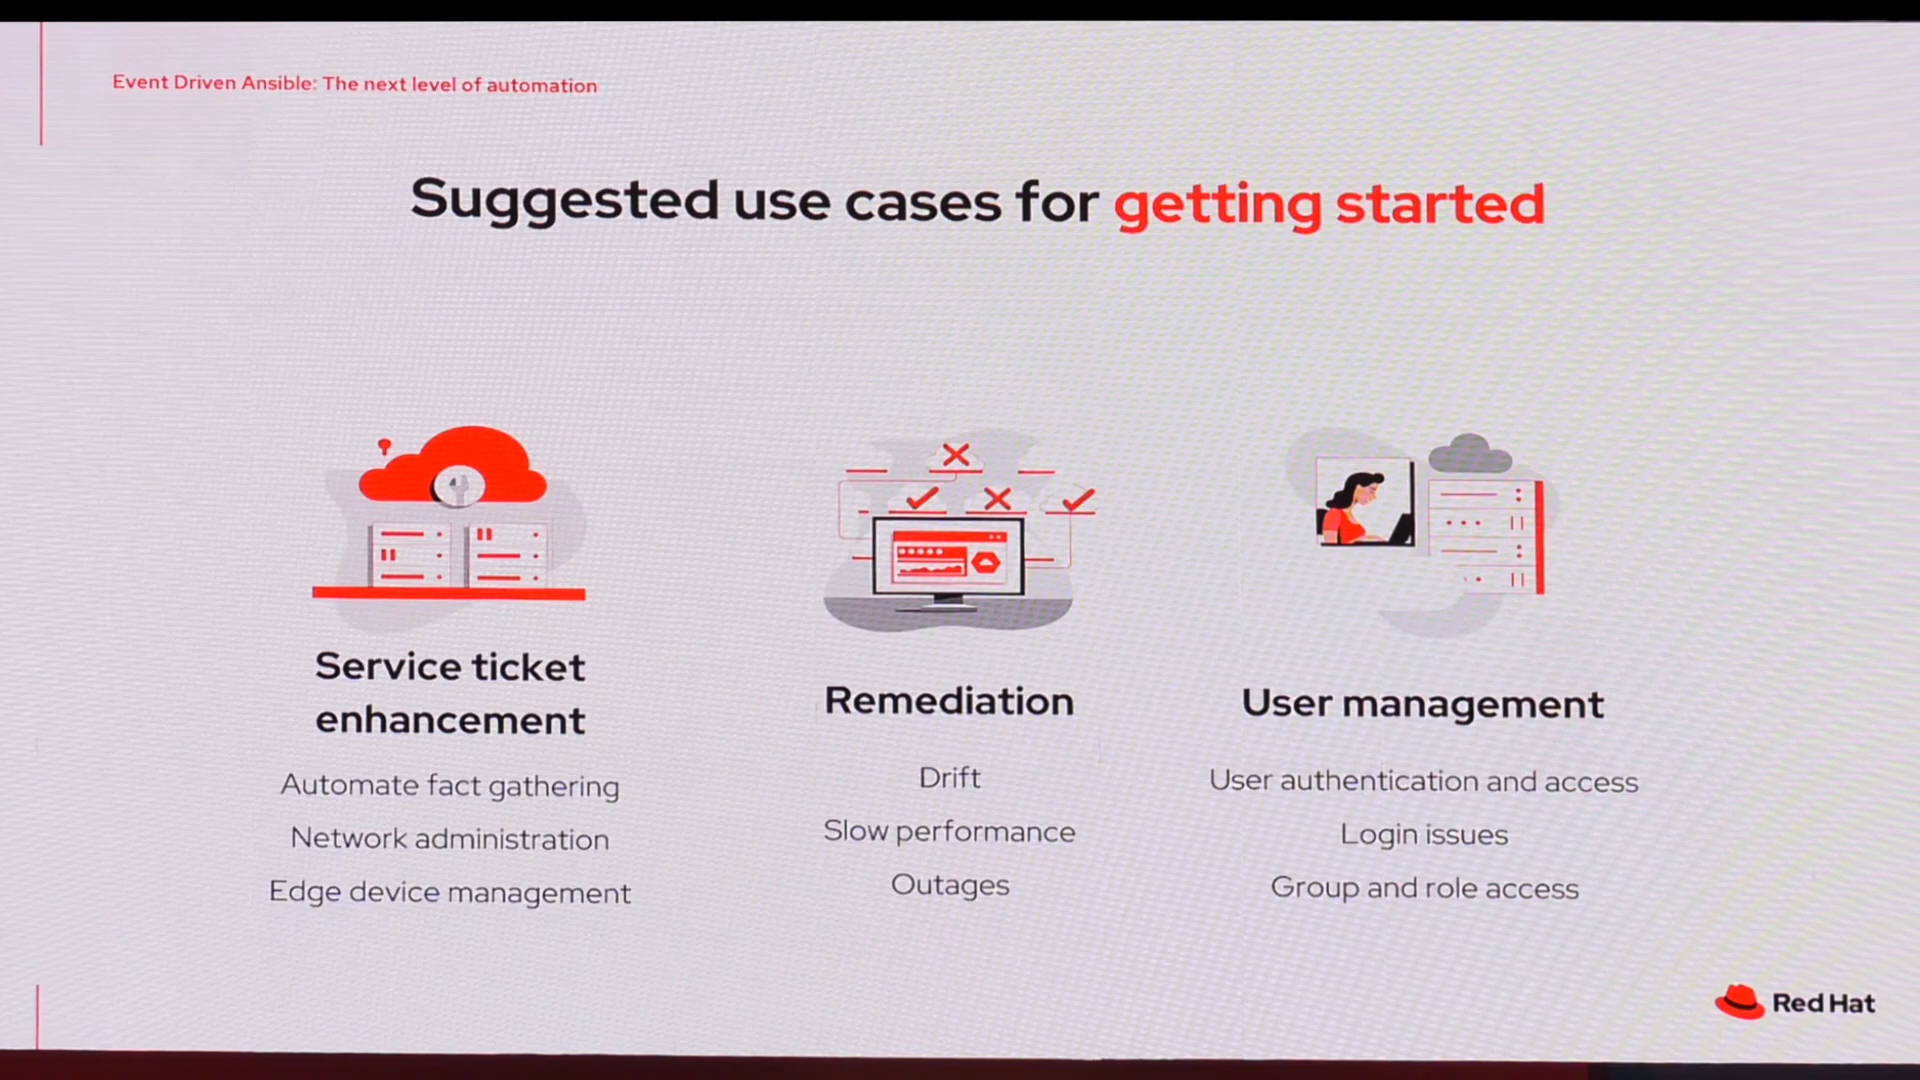 Event Driven Ansible: The next level of automation
Suggested use cases for getting started
Service ticket
enhancement
Automate fact gathering
Network administration
Edge device management
Remediation
Drift
Slow performance
Outages
User management
User authentication and access
Login issues
Group and role access
Red Hat